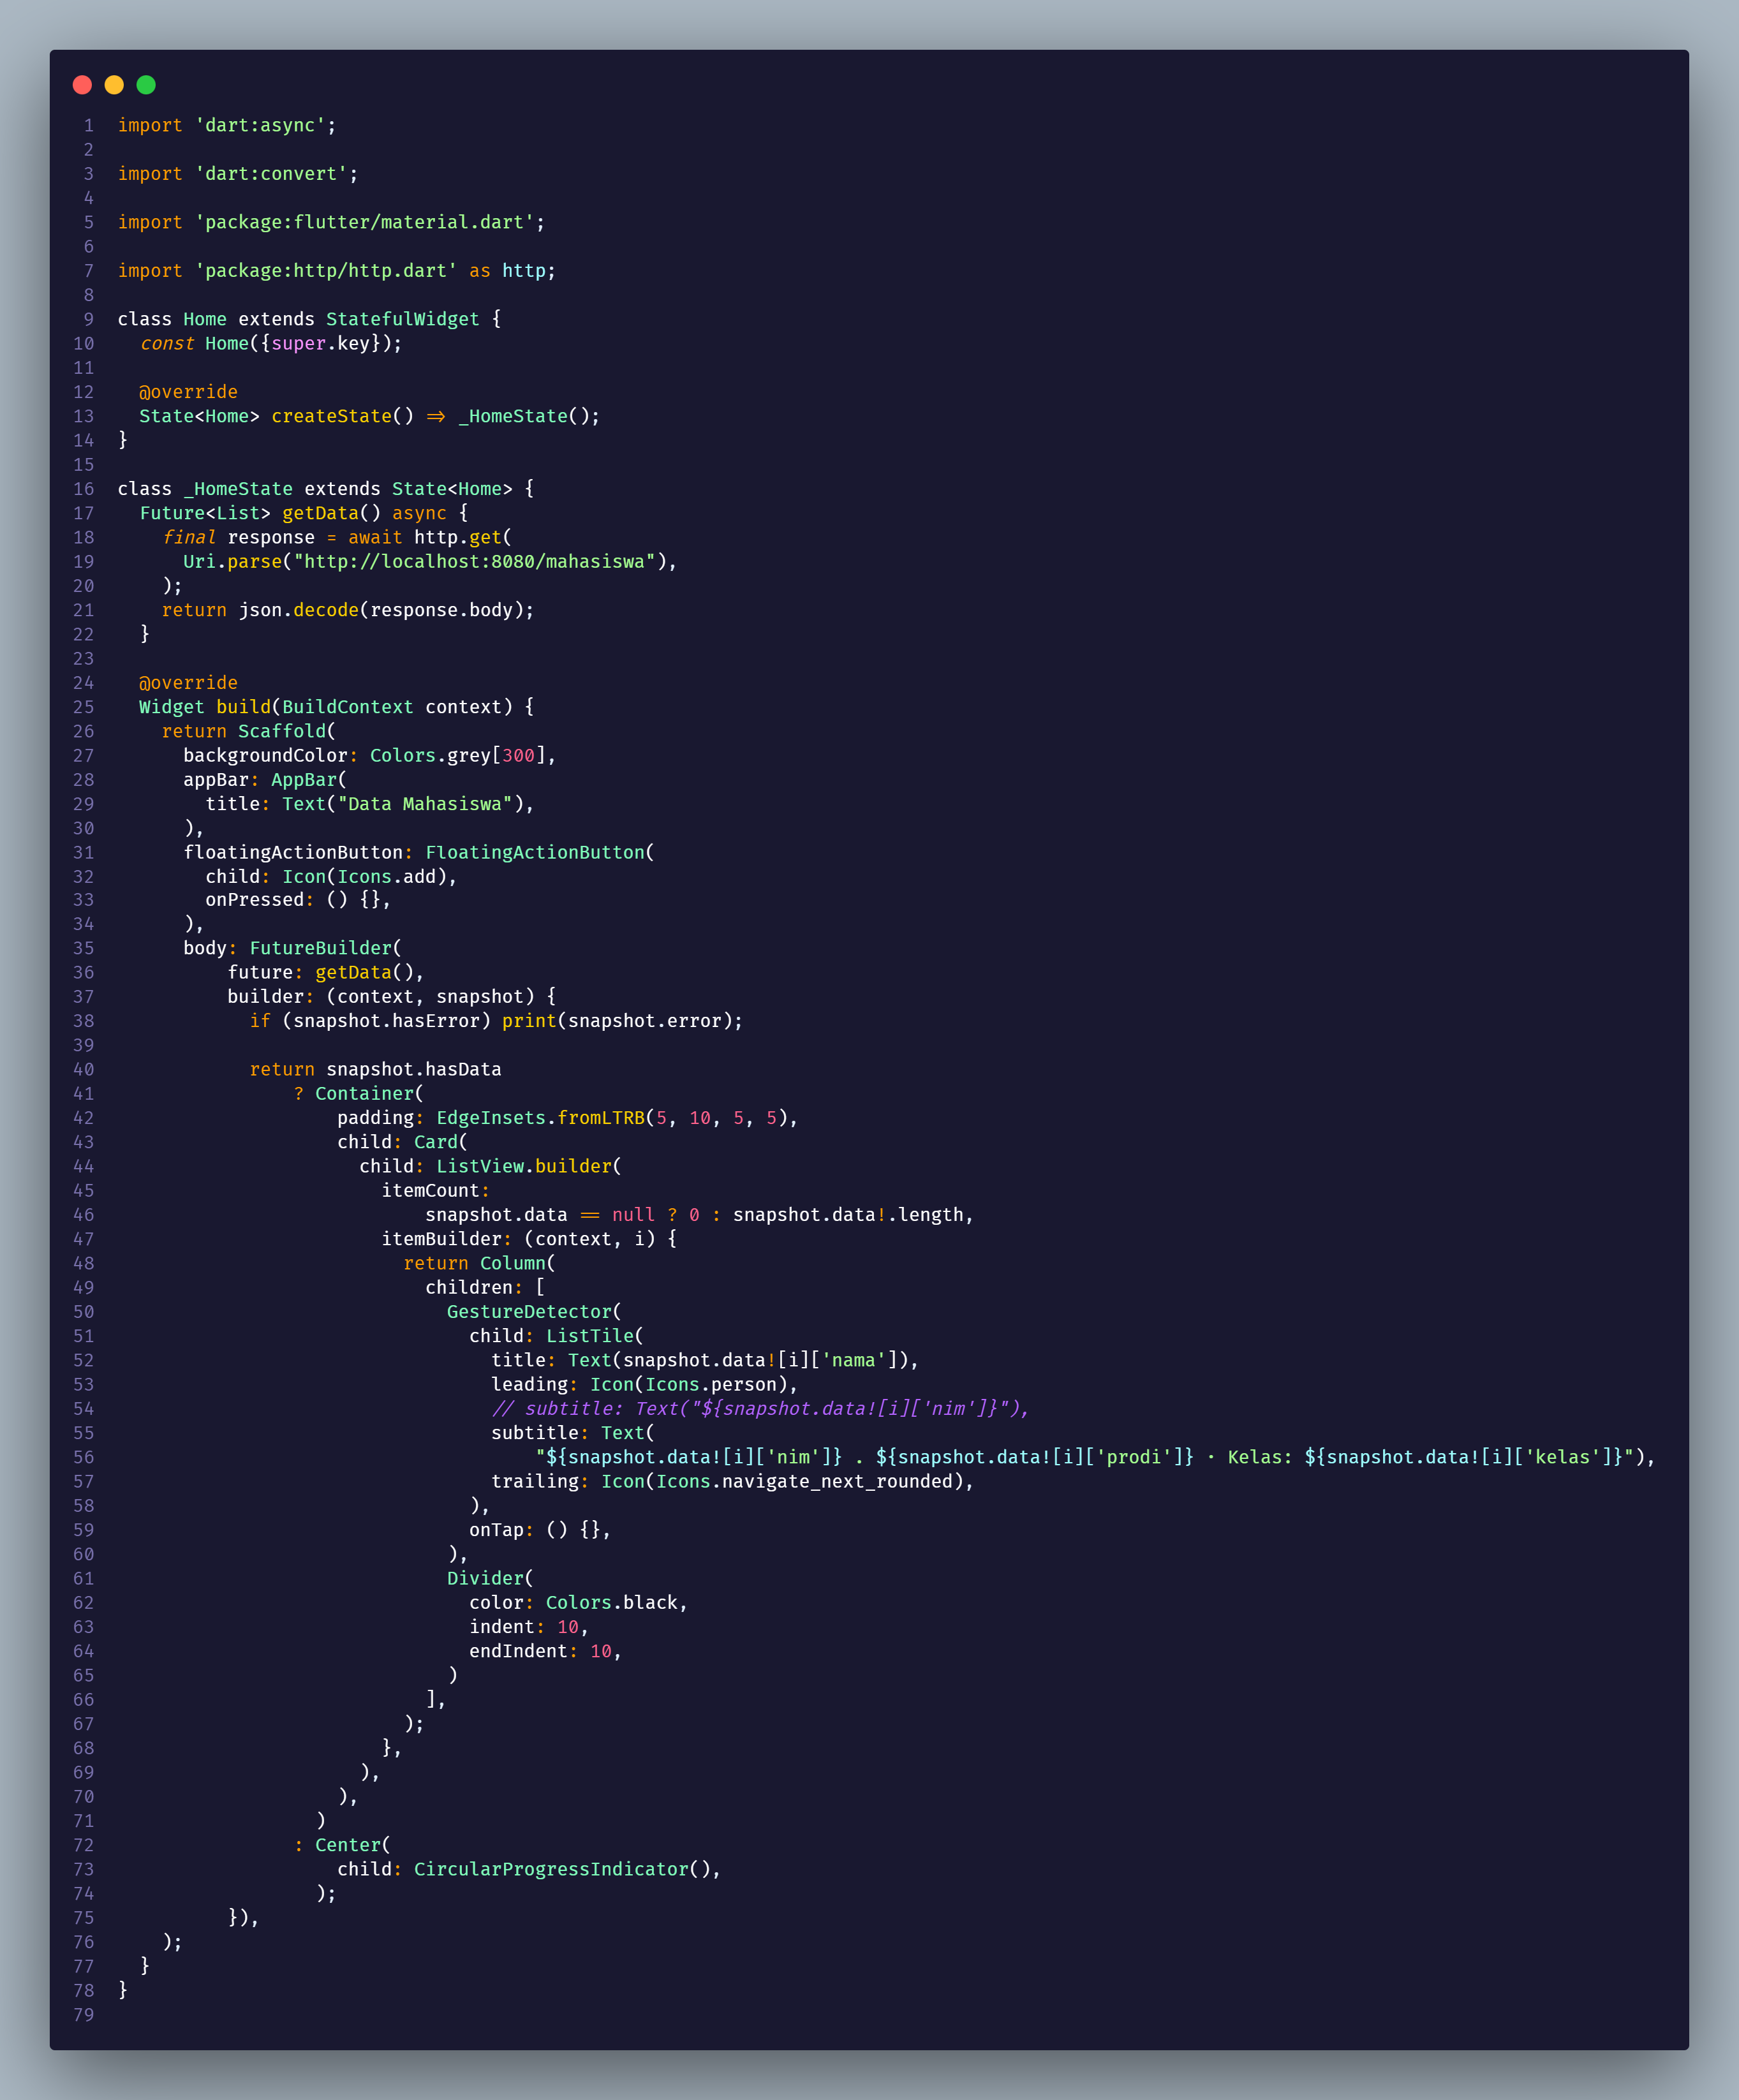 1 import 'dart:async';
2
3 import 'dart:convert';
4
5 import 'package:flutter/material.dart';
6
7 import 'package:http/http.dart' as http;
8
9 class Home extends StatefulWidget {
10   const Home({super.key});
11
12   @override
13   State<Home> createState() => _HomeState();
14 }
15
16 class _HomeState extends State<Home> {
17   Future<List> getData() async {
18     final response = await http.get(
19       Uri.parse("http://localhost:8080/mahasiswa"),
20     );
21     return json.decode(response.body);
22   }
23
24   @override
25   Widget build(BuildContext context) {
26     return Scaffold(
27       backgroundColor: Colors.grey[300],
28       appBar: AppBar(
29         title: Text("Data Mahasiswa"),
30       ),
31       floatingActionButton: FloatingActionButton(
32         child: Icon(Icons.add),
33         onPressed: () {},
34       ),
35       body: FutureBuilder(
36           future: getData(),
37           builder: (context, snapshot) {
38             if (snapshot.hasError) print(snapshot.error);
39
40             return snapshot.hasData
41                 ? Container(
42                     padding: EdgeInsets.fromLTRB(5, 10, 5, 5),
43                     child: Card(
44                       child: ListView.builder(
45                         itemCount:
46                             snapshot.data == null ? 0 : snapshot.data!.length,
47                         itemBuilder: (context, i) {
48                           return Column(
49                             children: [
50                               GestureDetector(
51                                 child: ListTile(
52                                   title: Text(snapshot.data![i]['nama']),
53                                   leading: Icon(Icons.person),
54                                   // subtitle: Text("${snapshot.data![i]['nim']}"),
55                                   subtitle: Text(
56                                       "${snapshot.data![i]['nim']} . ${snapshot.data![i]['prodi']} · Kelas: ${snapshot.data![i]['kelas']}"),
57                                   trailing: Icon(Icons.navigate_next_rounded),
58                                 ),
59                                 onTap: () {},
60                               ),
61                               Divider(
62                                 color: Colors.black,
63                                 indent: 10,
64                                 endIndent: 10,
65                               )
66                             ],
67                           );
68                         },
69                       ),
70                     ),
71                   )
72                 : Center(
73                     child: CircularProgressIndicator(),
74                   );
75           }),
76     );
77   }
78 }
79